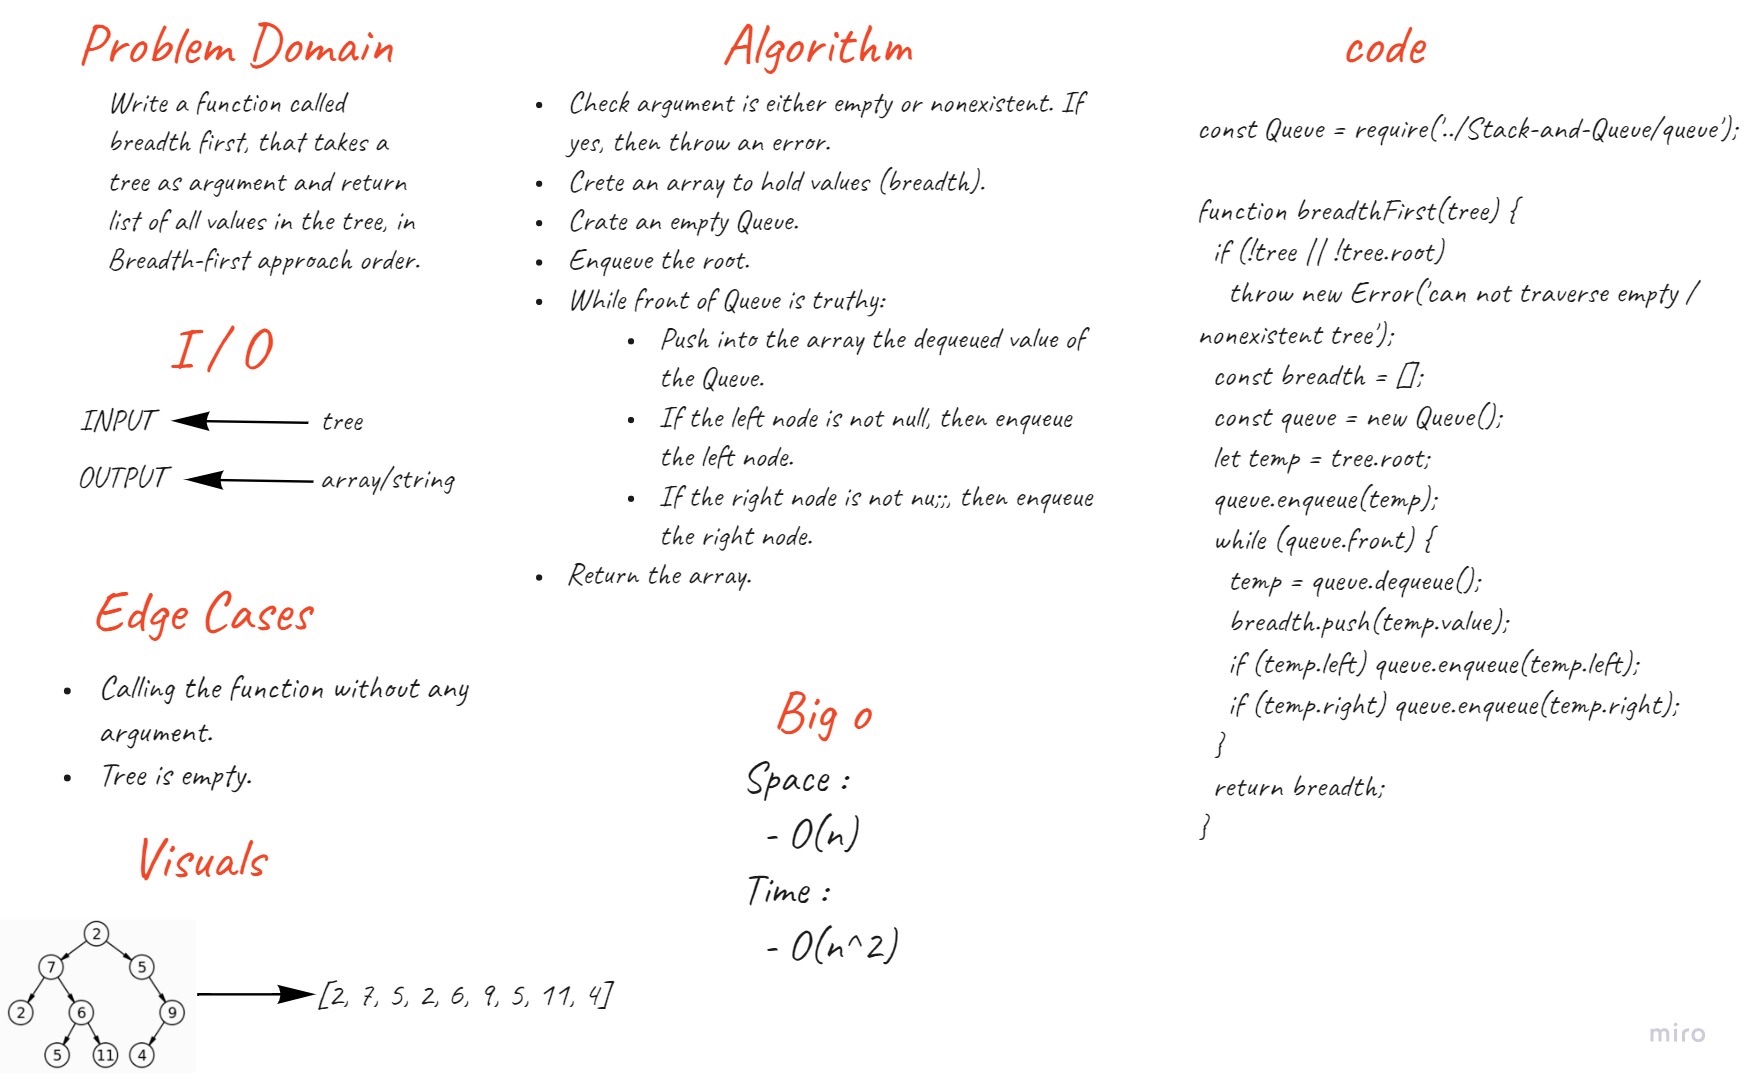 Problem Domain
Write a function called
breadth first, that takes a
tree as argument and return
list of all values in the tree, in
Breadth-first approach order.
I / O
INPUT
tree
OUTPUT
array/string
Edge Cases
• Calling the function without any
argument.
• Tree is empty.
Visuals
2
7 5
2 6 9
5 11 4
[2, 7, 5, 2, 6, 9, 5, 11, 4]
Algorithm
• Check argument is either empty or nonexistent. If
yes, then throw an error.
• Crete an array to hold values (breadth).
• Crate an empty Queue.
• Enqueue the root.
• While front of Queue is truthy:
• Push into the array the dequeued value of
the Queue.
• If the left node is not null, then enqueue
the left node.
• If the right node is not nu;;, then enqueue
the right node.
• Return the array.
Big o
Space :
- O(n)
Time :
- O(n^2)
code
const Queue = require('../Stack-and-Queue/queue');
function breadthFirst(tree) {
if (!tree || !tree.root)
throw new Error('can not traverse empty /
nonexistent tree');
const breadth = [];
const queue = new Queue();
let temp = tree.root;
queue.enqueue(temp);
while (queue.front) {
temp = queue.dequeue();
breadth.push(temp.value);
if (temp.left) queue.enqueue(temp.left);
if (temp.right) queue.enqueue(temp.right);
}
return breadth;
}
miro